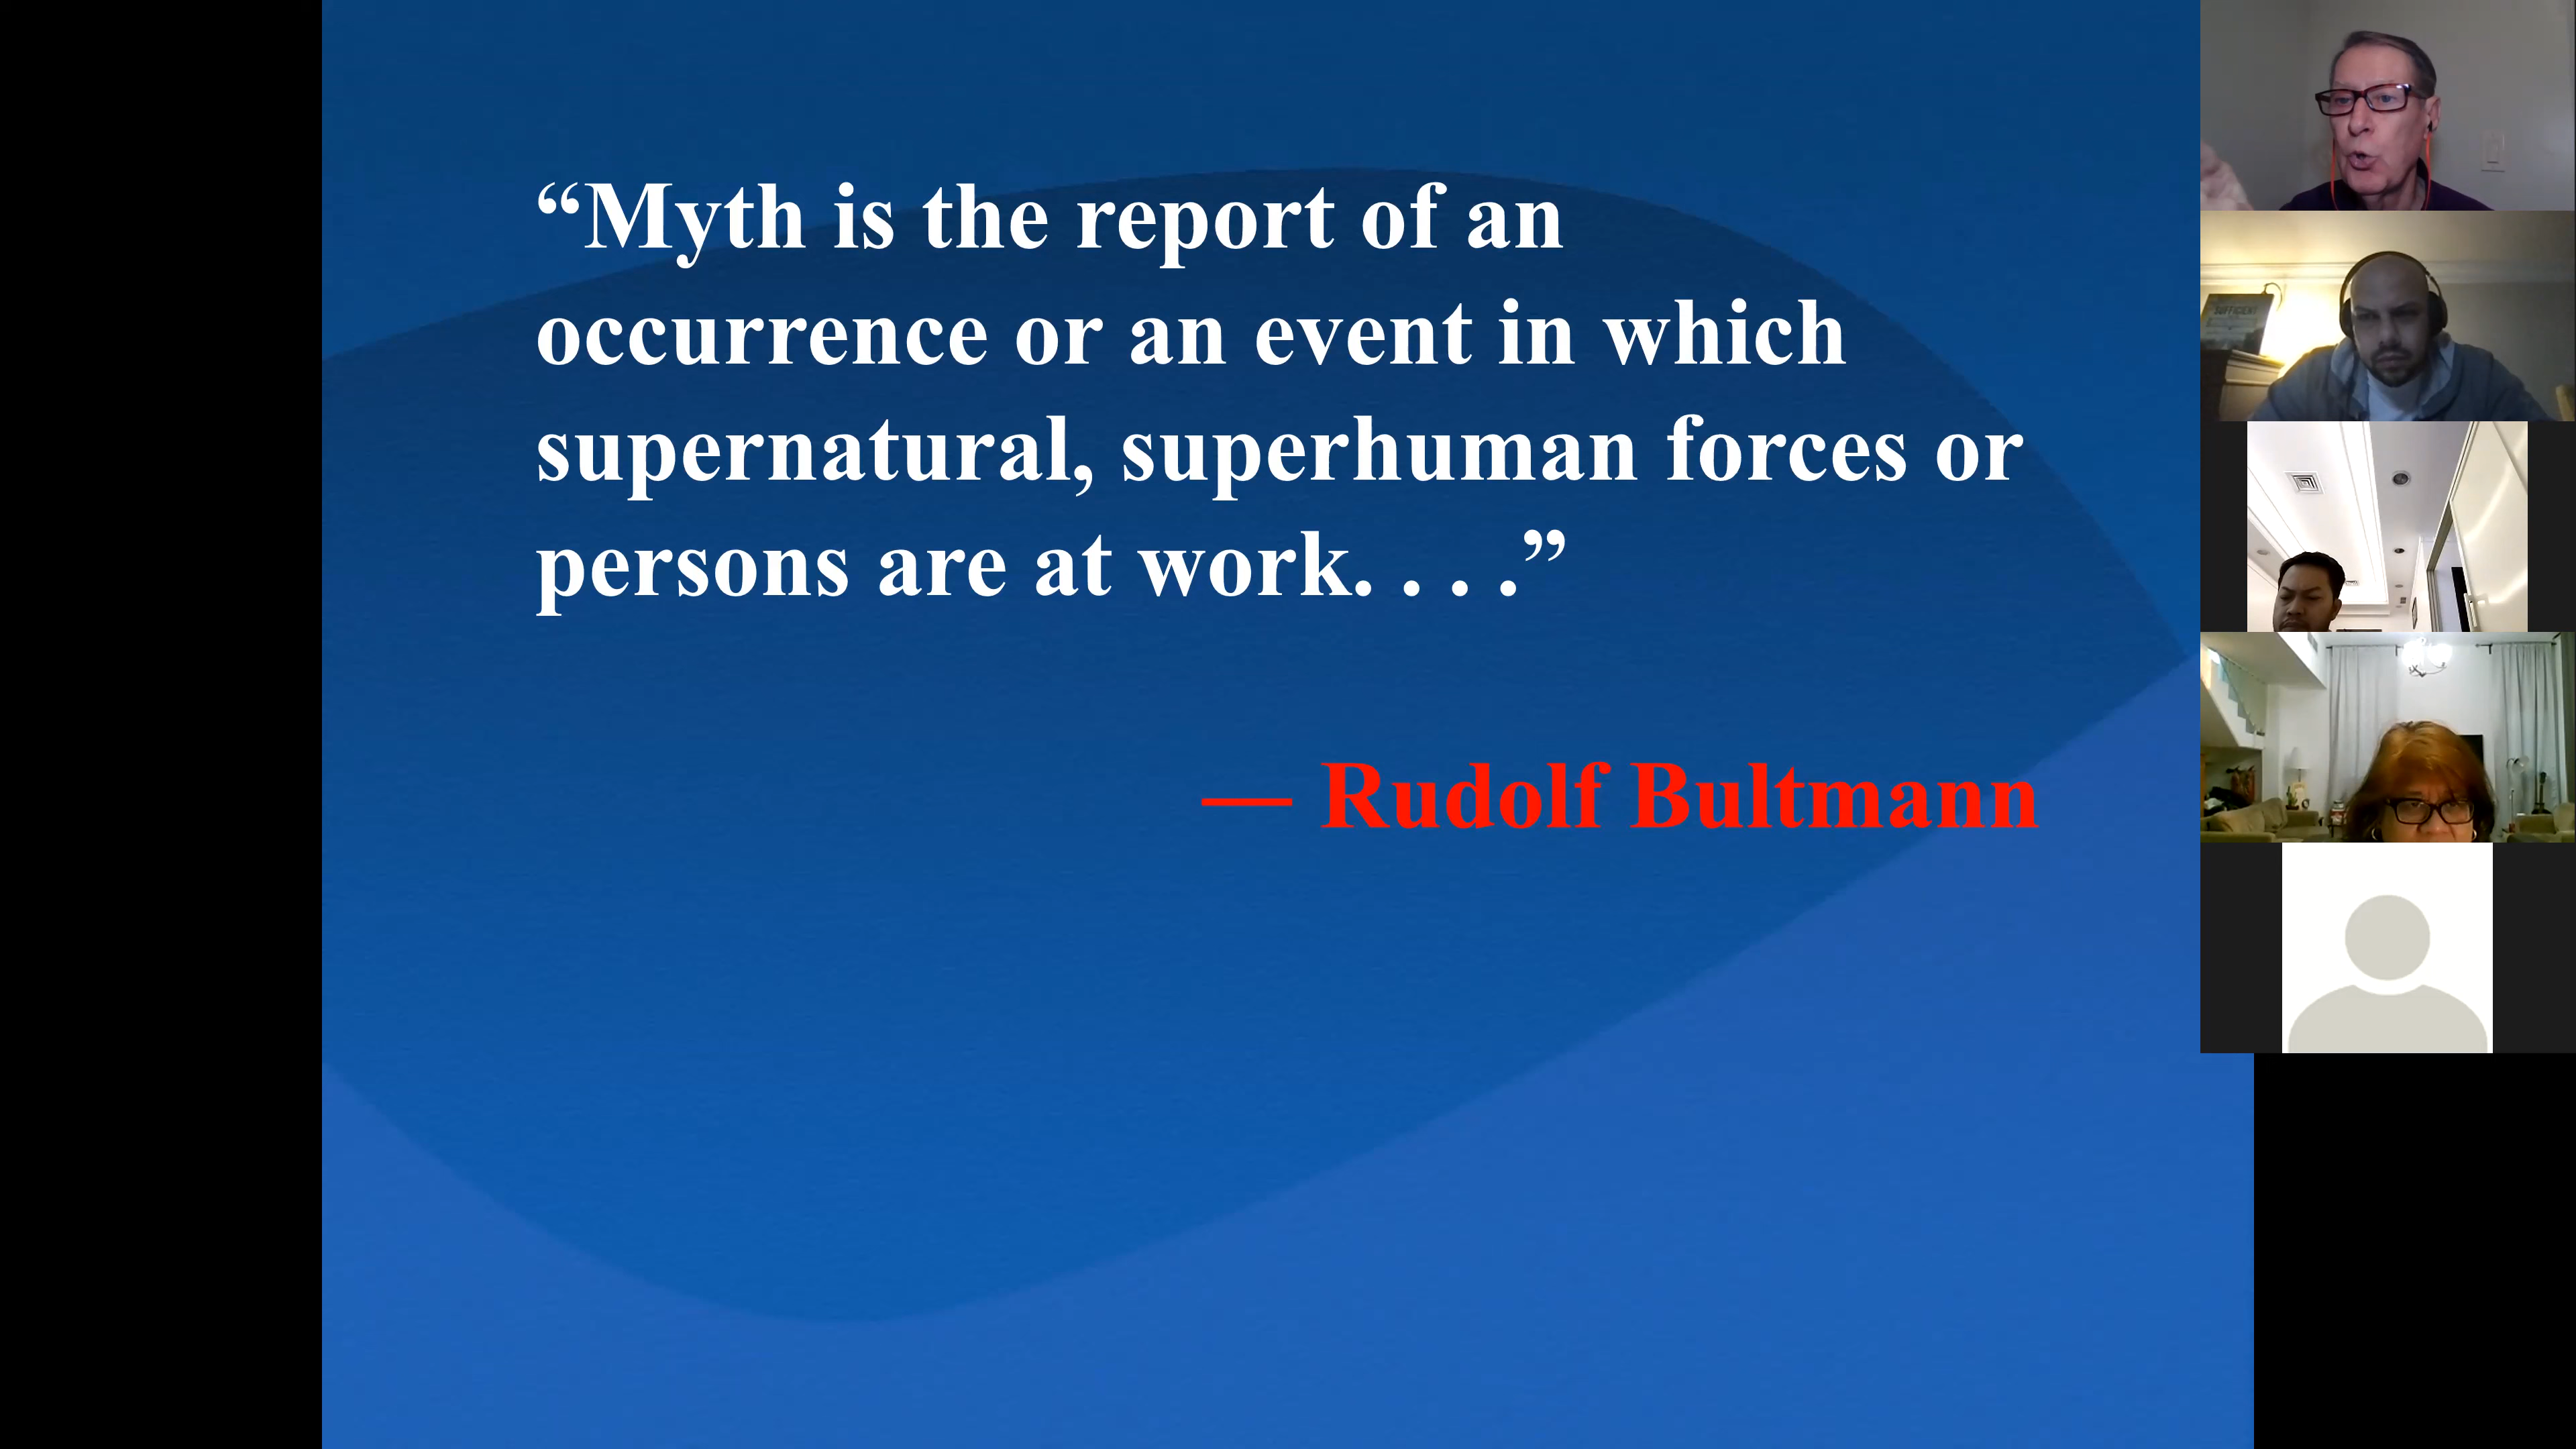 “Myth is the report of an
occurrence or an event in which
supernatural, superhuman forces or
persons are at work. . . .”
— Rudolf Bultmann
SUFFICIENT